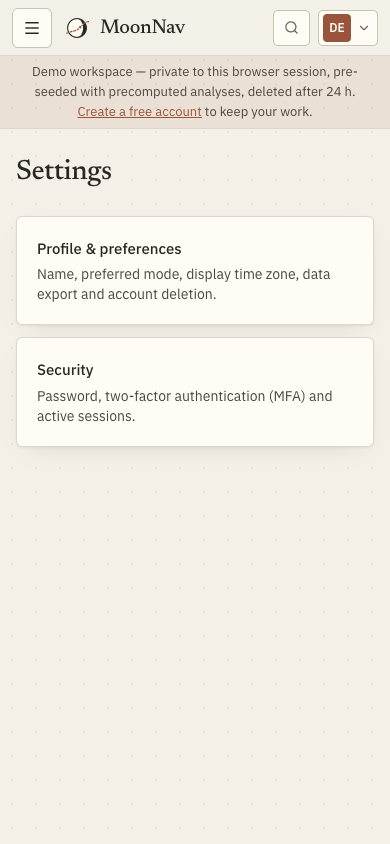 MoonNav
DE
Demo workspace — private to this browser session, pre-
seeded with precomputed analyses, deleted after 24 h.
Create a free account to keep your work.
Settings
Profile & preferences
Name, preferred mode, display time zone, data
export and account deletion.
Security
Password, two-factor authentication (MFA) and
active sessions.